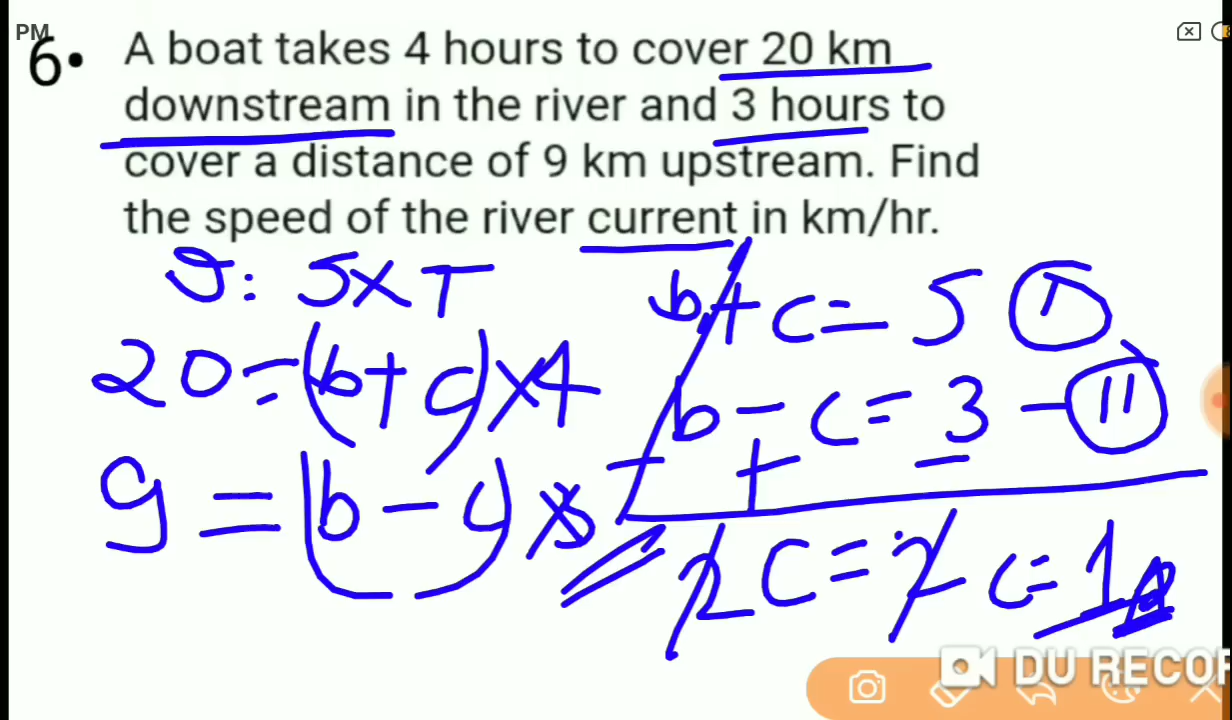 PM
6• A boat takes 4 hours to cover 20 km
downstream in the river and 3 hours to
cover a distance of 9 km upstream. Find
the speed of the river current in km/hr.
D: S×T
b+c=5 (I)
20=(b+c)×4
b-c=3-(II)
- +
9=(b-c)×3
2c=2 c=1
DU RECOR